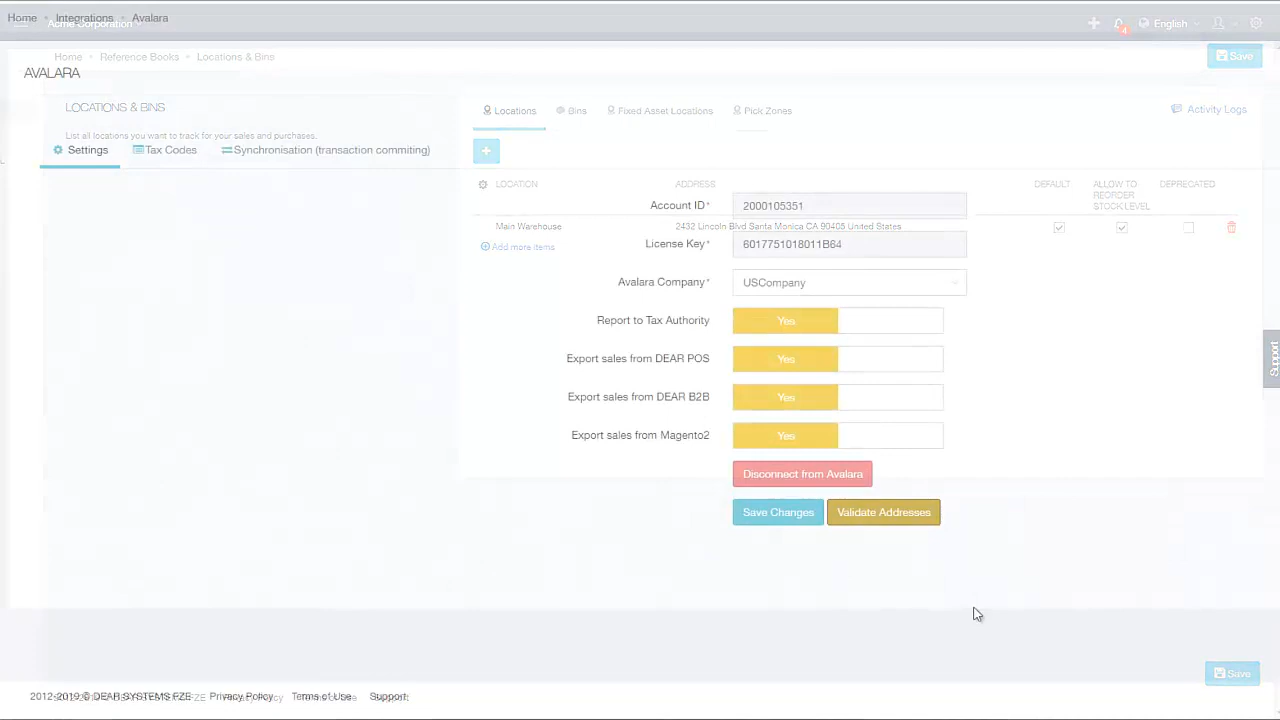 Home • Integrations • Avalara
Acme Corporation
4
English
Home • Reference Books • Locations & Bins
Save
AVALARA
LOCATIONS & BINS
Locations
Bins
Fixed Asset Locations
Pick Zones
Activity Logs
List all locations you want to track for your sales and purchases.
Settings
Tax Codes
Synchronisation (transaction commiting)
+
LOCATION
ADDRESS
DEFAULT
ALLOW TO REORDER STOCK LEVEL
DEPRECATED
Account ID*
2000105351
Main Warehouse
2432 Lincoln Blvd Santa Monica CA 90405 United States
Add more items
License Key*
6017751018011B64
Avalara Company*
USCompany
Report to Tax Authority
Yes
Export sales from DEAR POS
Yes
Support
Export sales from DEAR B2B
Yes
Export sales from Magento2
Yes
Disconnect from Avalara
Save Changes
Validate Addresses
Save
2012-2019 © DEAR SYSTEMS FZE
Privacy Policy
Terms of Use
Support